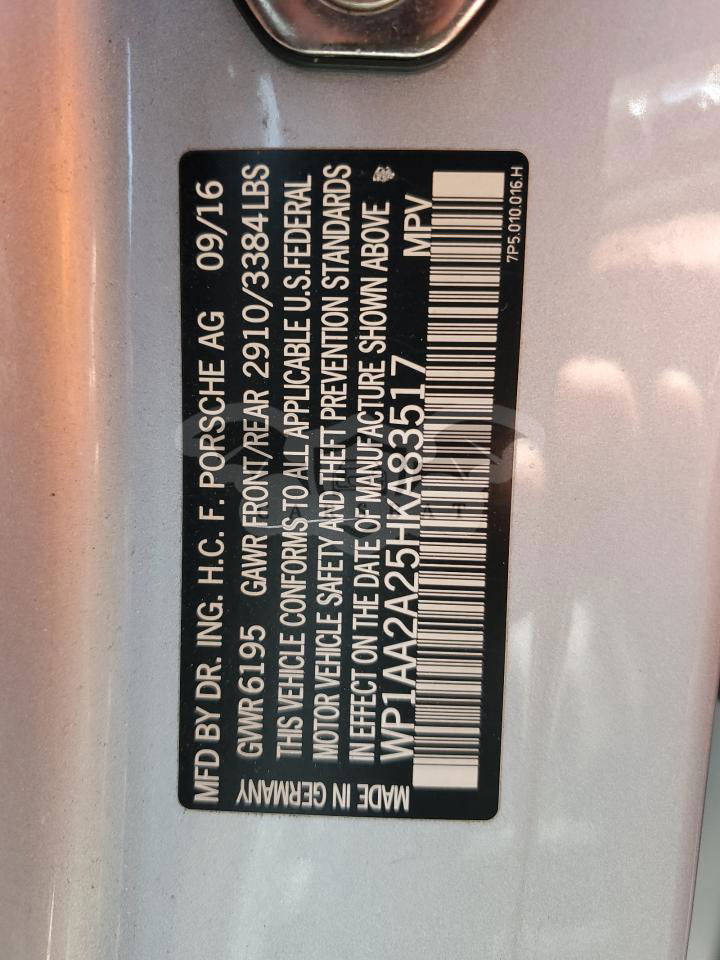 MFD BY DR. ING. H.C. F. PORSCHE AG 09/16
GVWR 6195 GAWR FRONT/REAR 2910/3384 LBS
THIS VEHICLE CONFORMS TO ALL APPLICABLE U.S. FEDERAL
MOTOR VEHICLE SAFETY AND THEFT PREVENTION STANDARDS
IN EFFECT ON THE DATE OF MANUFACTURE SHOWN ABOVE
WP1AA2A25HKA83517 MPV
MADE IN GERMANY
7P5.010.016.H